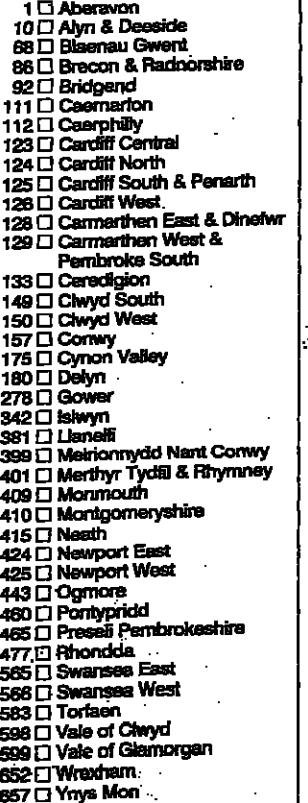 1 ☐ Aberavon
10 ☐ Alyn & Deeside
68 ☐ Blaenau Gwent
86 ☐ Brecon & Radnorshire
92 ☐ Bridgend
111 ☐ Caernarfon
112 ☐ Caerphilly
123 ☐ Cardiff Central
124 ☐ Cardiff North
125 ☐ Cardiff South & Penarth
126 ☐ Cardiff West
128 ☐ Carmarthen East & Dinefwr
129 ☐ Carmarthen West &
Pembroke South
133 ☐ Ceredigion
149 ☐ Clwyd South
150 ☐ Clwyd West
157 ☐ Conwy
175 ☐ Cynon Valley
180 ☐ Delyn
278 ☐ Gower
342 ☐ Islwyn
381 ☐ Llanelli
399 ☐ Meirionnydd Nant Conwy
401 ☐ Merthyr Tydfil & Rhymney
409 ☐ Monmouth
410 ☐ Montgomeryshire
415 ☐ Neath
424 ☐ Newport East
425 ☐ Newport West
443 ☐ Ogmore
460 ☐ Pontypridd
465 ☐ Preseli Pembrokeshire
477 ☐ Rhondda
565 ☐ Swansea East
566 ☐ Swansea West
583 ☐ Torfaen
598 ☐ Vale of Clwyd
599 ☐ Vale of Glamorgan
652 ☐ Wrexham
657 ☐ Ynys Mon